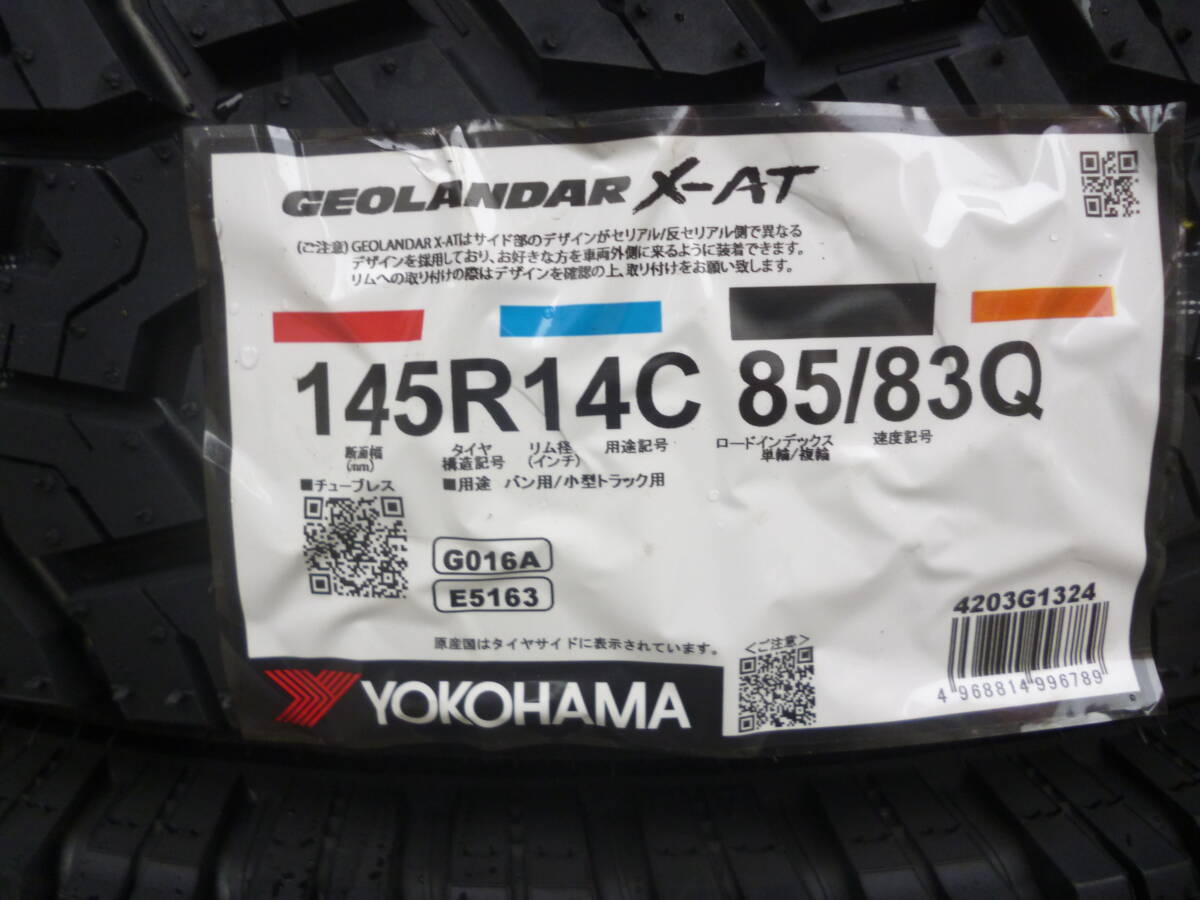 GEOLANDAR X-AT
(ご注意) GEOLANDAR X-ATはサイド部のデザインがセリアル/反セリアル側で異なる
デザインを採用しており、お好きな方を車両外側に来るように装着できます。
リムへの取り付けの際はデザインを確認の上、取り付けをお願い致します。
145R14C 85/83Q
断面幅
(mm)
タイヤ
構造記号
リム径
(インチ)
用途記号
ロードインデックス
単輪/複輪
速度記号
■チューブレス
■用途 バン用/小型トラック用
G016A
E5163
4203G1324
原産国はタイヤサイドに表示されています。
<ご注意>
4 968814 996789
YOKOHAMA